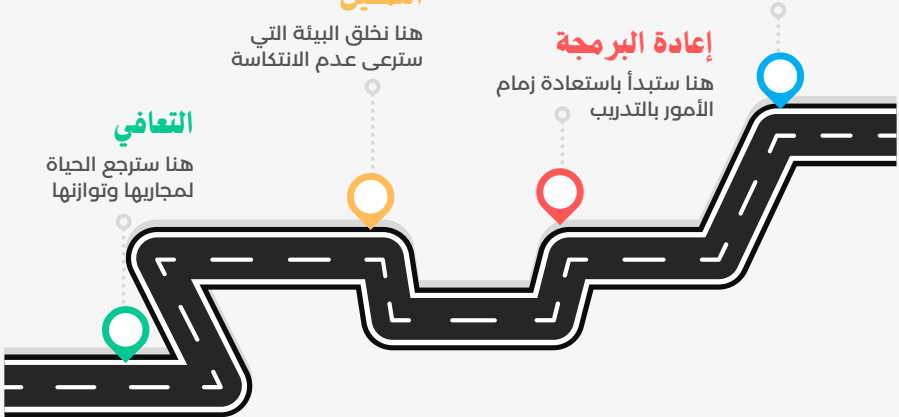 إعادة البرمجة
هنا ستبدأ باستعادة زمام
الأمور بالتدريب
هنا نخلق البيئة التي
سترعى عدم الانتكاسة
التعافي
هنا سترجع الحياة
لمجاريها وتوازنها